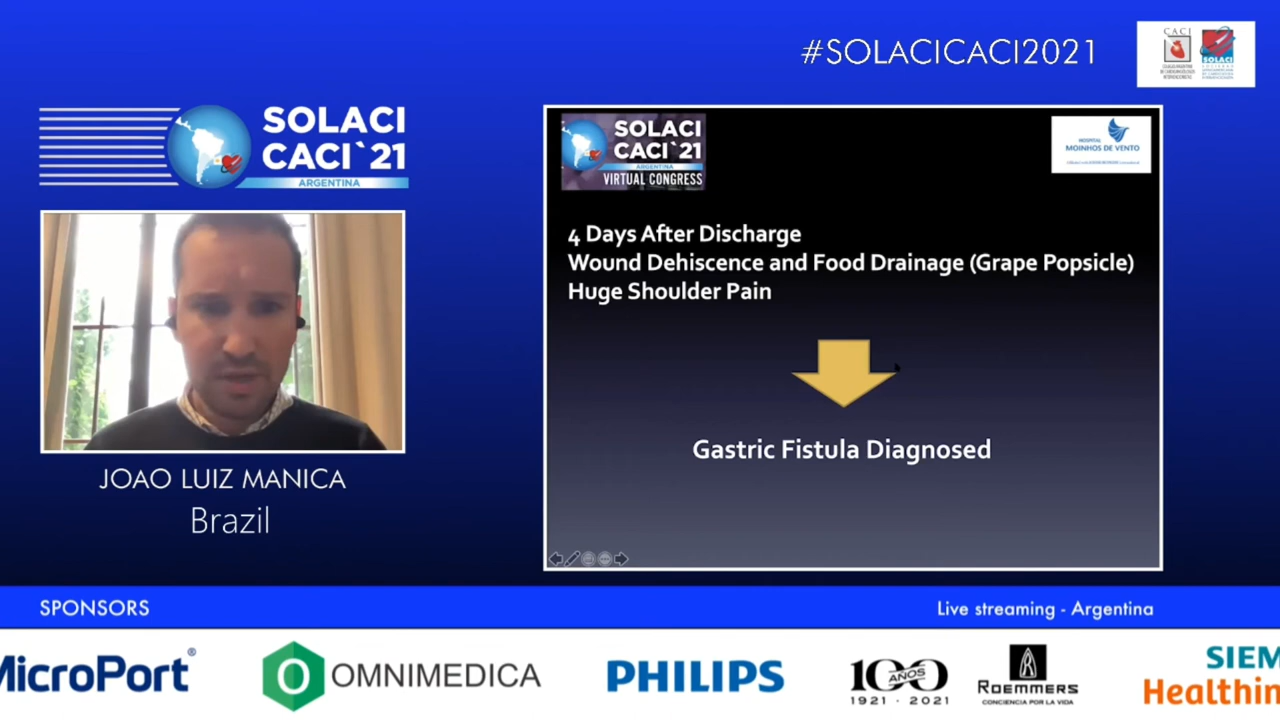 #SOLACICACI2021
CACI
SOLACI
SOLACI
CACI`21
ARGENTINA
JOAO LUIZ MANICA
Brazil
SOLACI
CACI`21
ARGENTINA
VIRTUAL CONGRESS
HOSPITAL
MOINHOS DE VENTO
4 Days After Discharge
Wound Dehiscence and Food Drainage (Grape Popsicle)
Huge Shoulder Pain
Gastric Fistula Diagnosed
SPONSORS
Live streaming - Argentina
MicroPort®
OMNIMEDICA
PHILIPS
100 AÑOS
1921 · 2021
ROEMMERS
CONCIENCIA POR LA VIDA
SIEM
Healthin